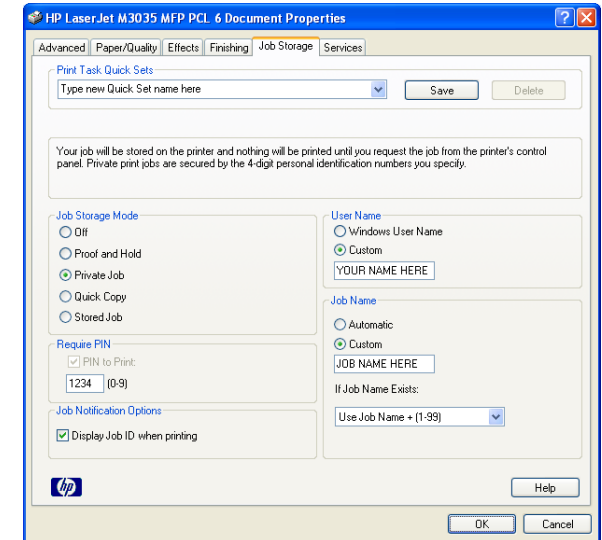 HP LaserJet M3035 MFP PCL 6 Document Properties
Advanced Paper/Quality Effects Finishing Job Storage Services
Print Task Quick Sets
Type new Quick Set name here Save Delete
Your job will be stored on the printer and nothing will be printed until you request the job from the printer's control
panel. Private print jobs are secured by the 4-digit personal identification numbers you specify.
Job Storage Mode
Off
Proof and Hold
Private Job
Quick Copy
Stored Job
Require PIN
PIN to Print:
1234 (0-9)
Job Notification Options
Display Job ID when printing
User Name
Windows User Name
Custom
YOUR NAME HERE
Job Name
Automatic
Custom
JOB NAME HERE
If Job Name Exists:
Use Job Name + (1-99)
hp
Help
OK Cancel